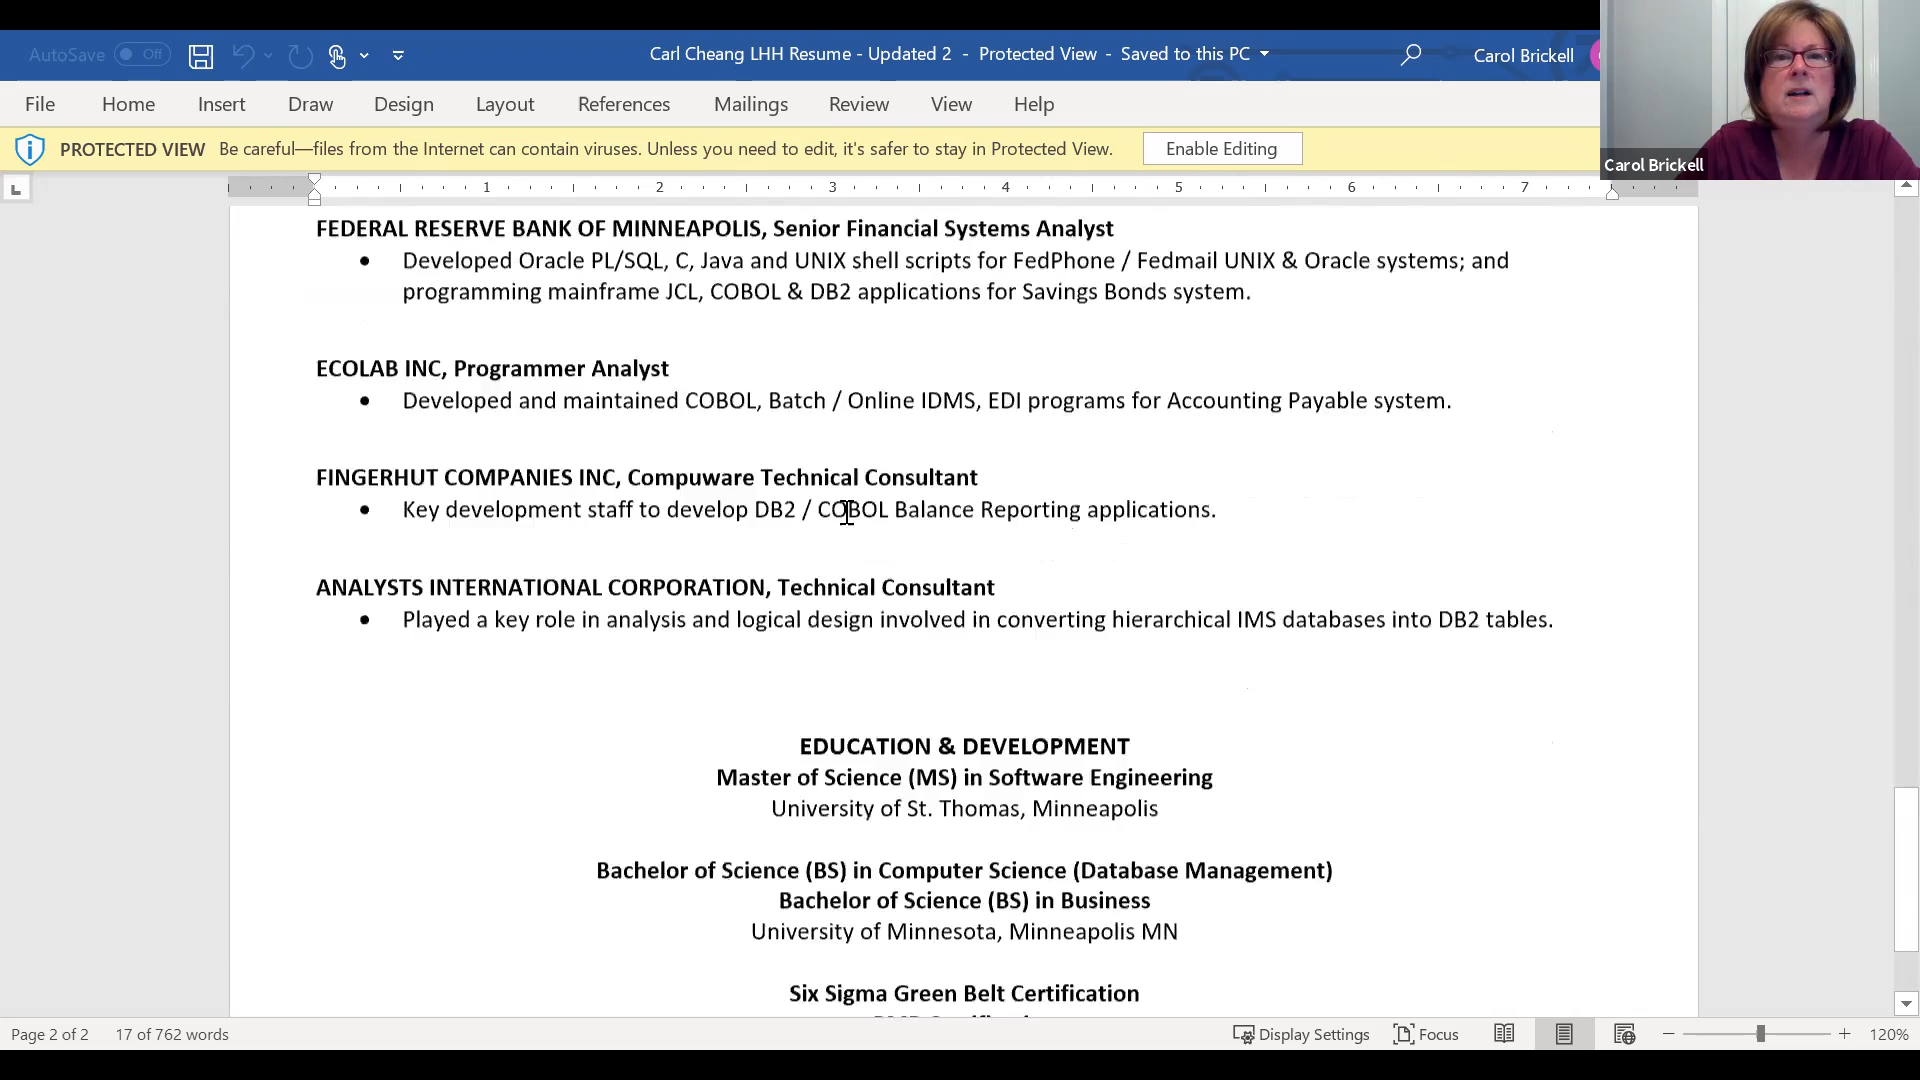 AutoSave Off Carl Cheang LHH Resume - Updated 2 - Protected View - Saved to this PC Carol Brickell
File Home Insert Draw Design Layout References Mailings Review View Help
PROTECTED VIEW Be careful—files from the Internet can contain viruses. Unless you need to edit, it's safer to stay in Protected View. Enable Editing
Carol Brickell
1 2 3 4 5 6 7
FEDERAL RESERVE BANK OF MINNEAPOLIS, Senior Financial Systems Analyst
• Developed Oracle PL/SQL, C, Java and UNIX shell scripts for FedPhone / Fedmail UNIX & Oracle systems; and
programming mainframe JCL, COBOL & DB2 applications for Savings Bonds system.
ECOLAB INC, Programmer Analyst
• Developed and maintained COBOL, Batch / Online IDMS, EDI programs for Accounting Payable system.
FINGERHUT COMPANIES INC, Compuware Technical Consultant
• Key development staff to develop DB2 / COBOL Balance Reporting applications.
ANALYSTS INTERNATIONAL CORPORATION, Technical Consultant
• Played a key role in analysis and logical design involved in converting hierarchical IMS databases into DB2 tables.
EDUCATION & DEVELOPMENT
Master of Science (MS) in Software Engineering
University of St. Thomas, Minneapolis
Bachelor of Science (BS) in Computer Science (Database Management)
Bachelor of Science (BS) in Business
University of Minnesota, Minneapolis MN
Six Sigma Green Belt Certification
Page 2 of 2 17 of 762 words Display Settings Focus 120%